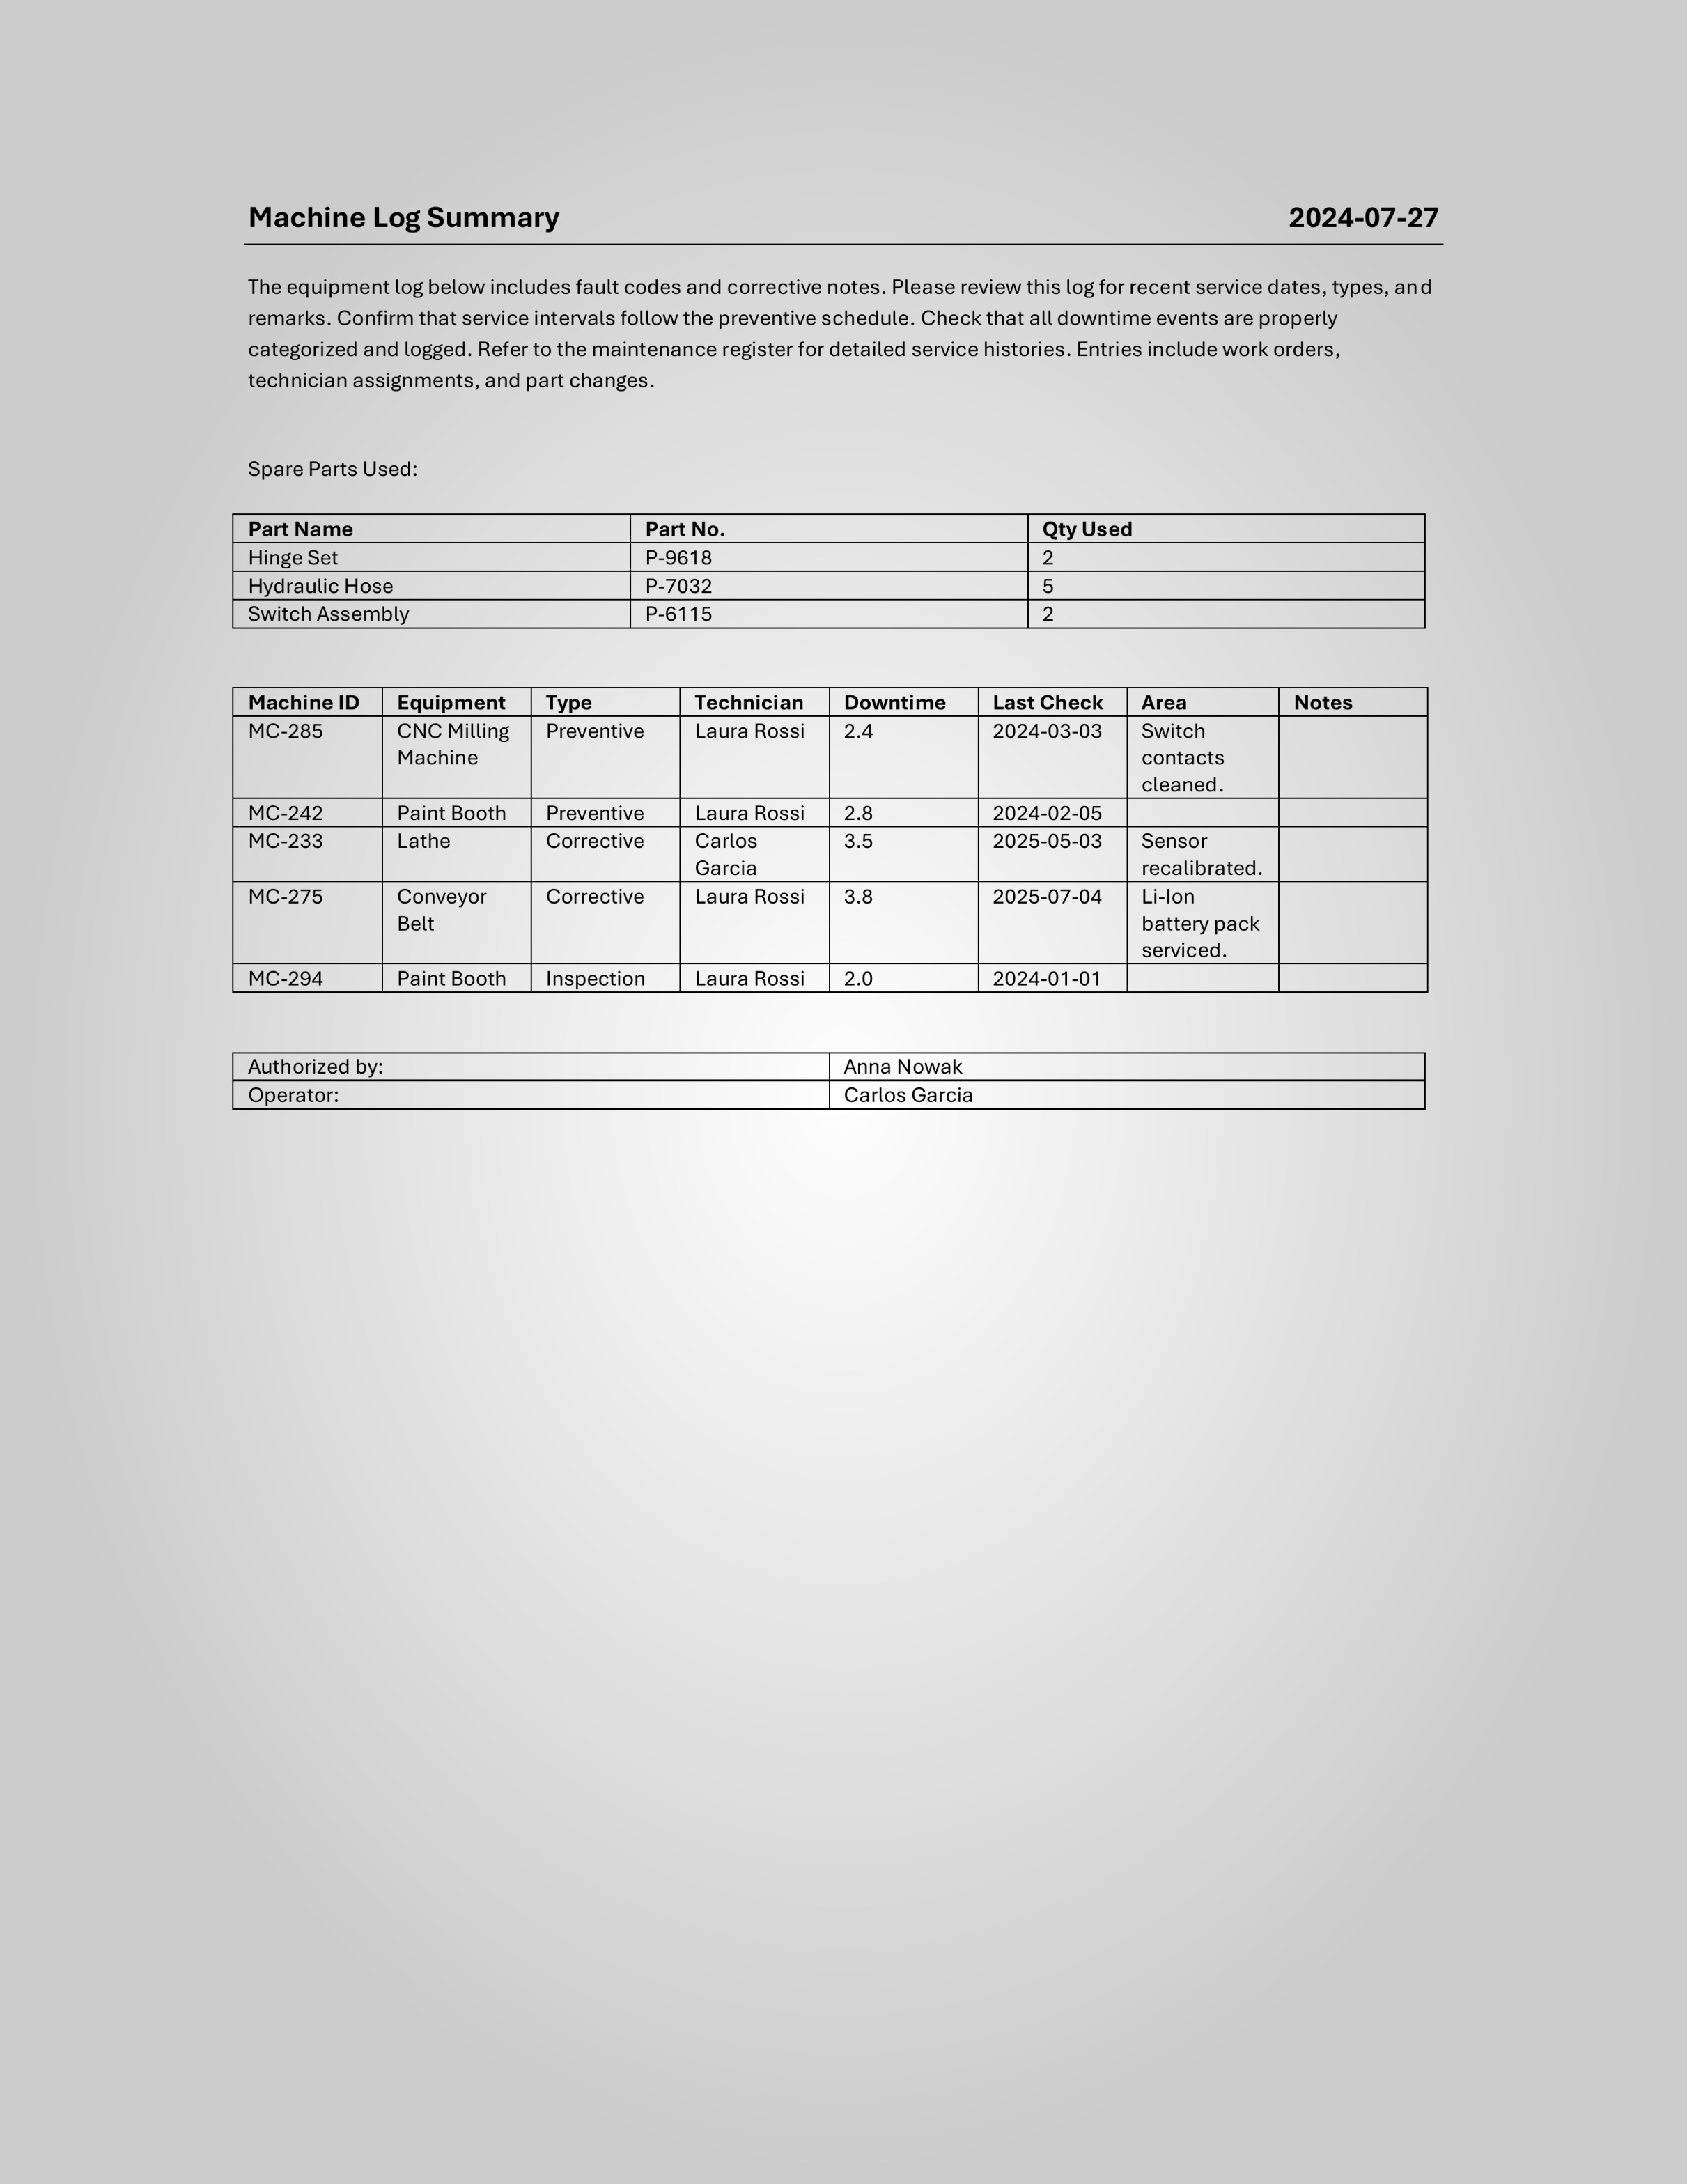 Machine Log Summary 2024-07-27
The equipment log below includes fault codes and corrective notes. Please review this log for recent service dates, types, and
remarks. Confirm that service intervals follow the preventive schedule. Check that all downtime events are properly
categorized and logged. Refer to the maintenance register for detailed service histories. Entries include work orders,
technician assignments, and part changes.
Spare Parts Used:
Part Name Part No. Qty Used
Hinge Set P-9618 2
Hydraulic Hose P-7032 5
Switch Assembly P-6115 2
Machine ID Equipment Type Technician Downtime Last Check Area Notes
MC-285 CNC Milling Preventive Laura Rossi 2.4 2024-03-03 Switch
Machine contacts
cleaned.
MC-242 Paint Booth Preventive Laura Rossi 2.8 2024-02-05
MC-233 Lathe Corrective Carlos 3.5 2025-05-03 Sensor
Garcia recalibrated.
MC-275 Conveyor Corrective Laura Rossi 3.8 2025-07-04 Li-Ion
Belt battery pack
serviced.
MC-294 Paint Booth Inspection Laura Rossi 2.0 2024-01-01
Authorized by: Anna Nowak
Operator: Carlos Garcia